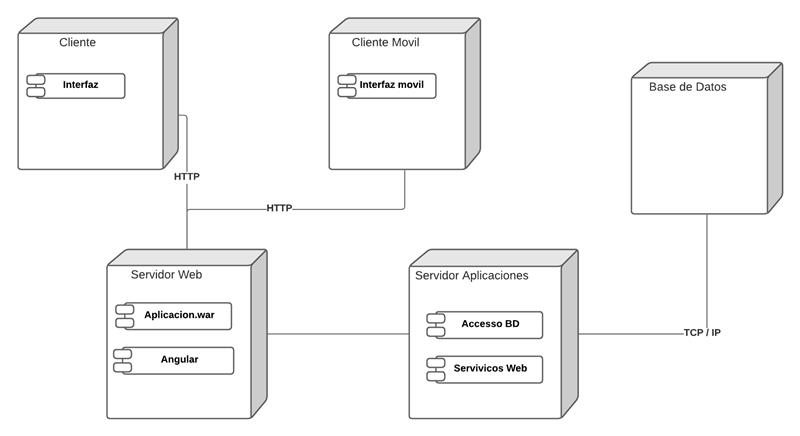 Cliente
Interfaz
Cliente Movil
Interfaz movil
Base de Datos
HTTP
HTTP
Servidor Web
Aplicacion.war
Angular
Servidor Aplicaciones
Accesso BD
Servivicos Web
TCP / IP